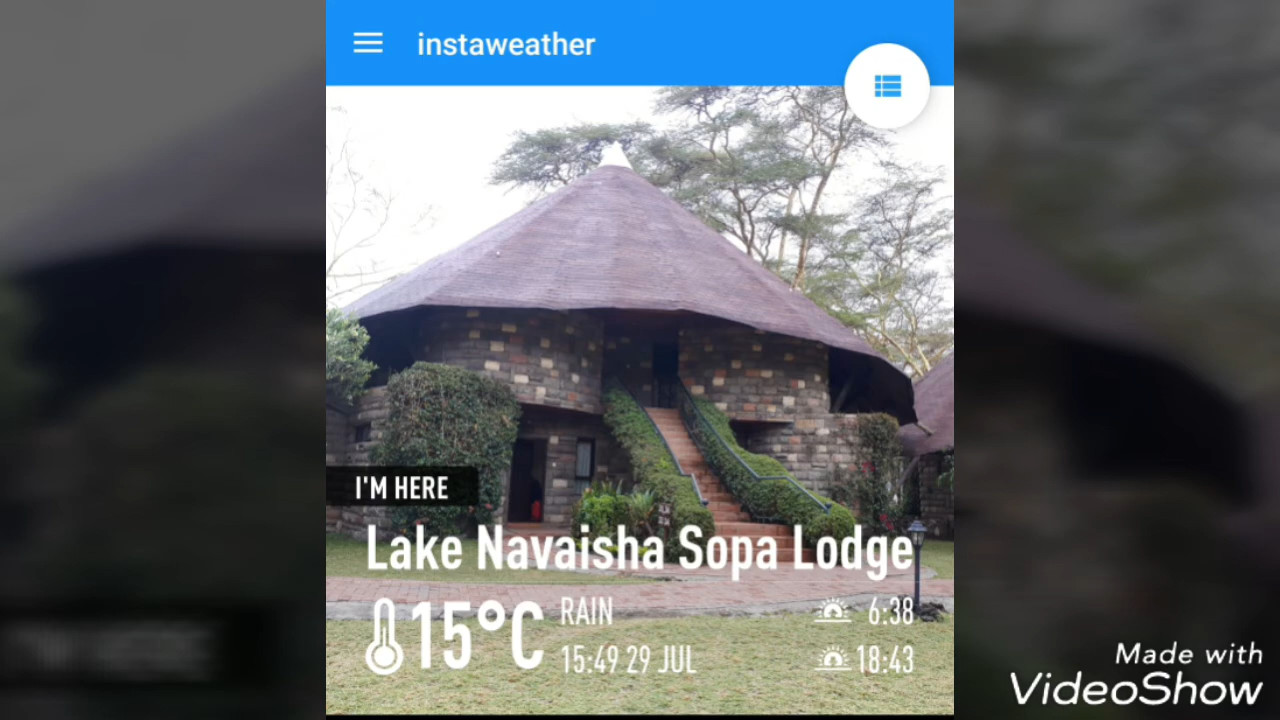 instaweather
I'M HERE
Lake Navaisha Sopa Lodge
15°C
RAIN
15:49 29 JUL
6:38
18:43
Made with
VideoShow